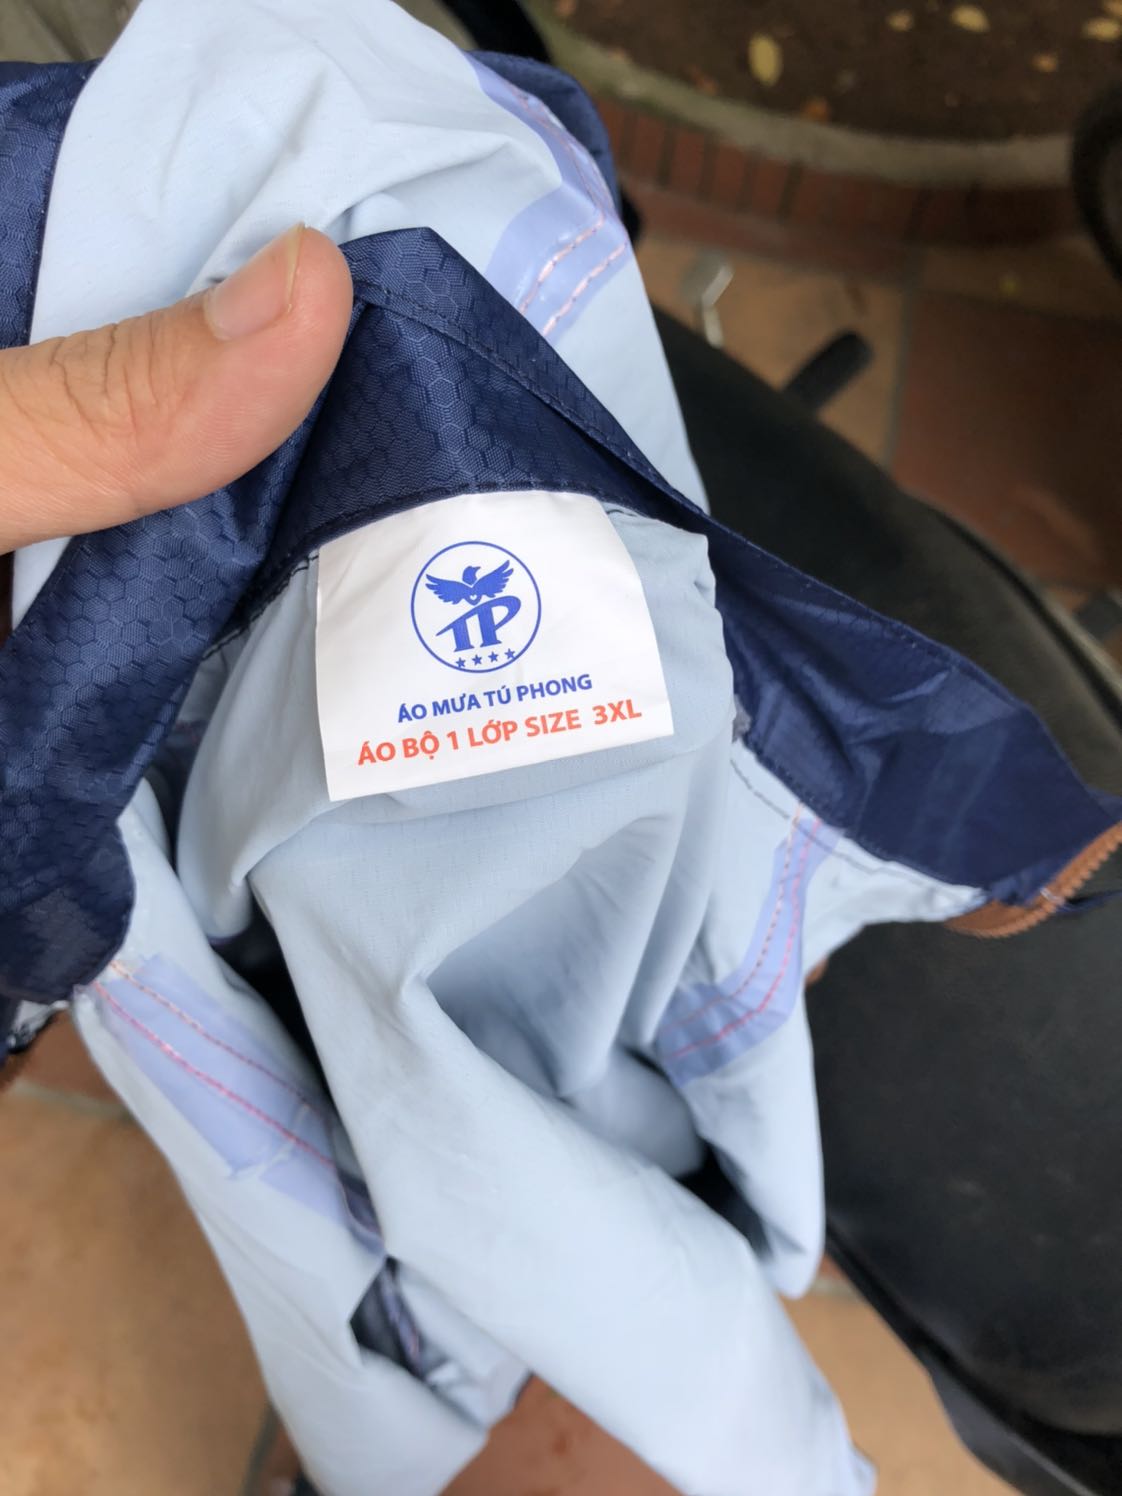 TP
ÁO MƯA TÚ PHONG
ÁO BỘ 1 LỚP SIZE 3XL